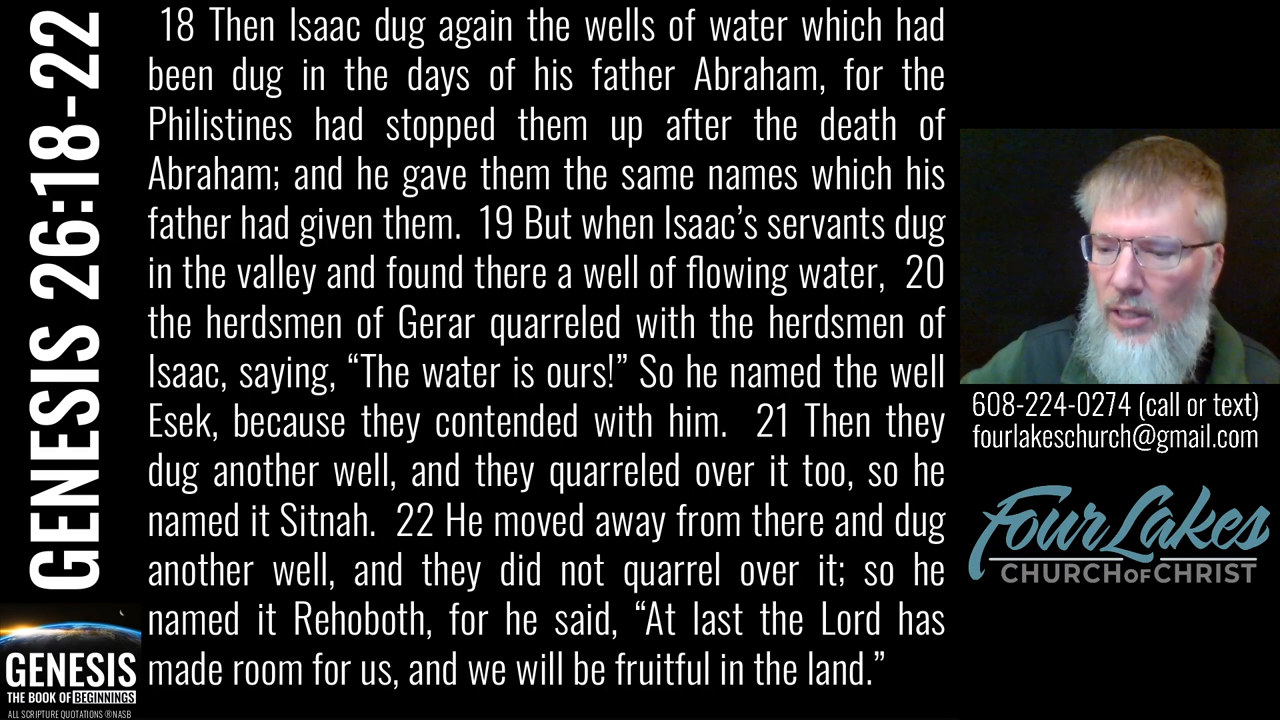 GENESIS 26:18-22
18 Then Isaac dug again the wells of water which had
been dug in the days of his father Abraham, for the
Philistines had stopped them up after the death of
Abraham; and he gave them the same names which his
father had given them. 19 But when Isaac’s servants dug
in the valley and found there a well of flowing water, 20
the herdsmen of Gerar quarreled with the herdsmen of
Isaac, saying, “The water is ours!” So he named the well
Esek, because they contended with him. 21 Then they
dug another well, and they quarreled over it too, so he
named it Sitnah. 22 He moved away from there and dug
another well, and they did not quarrel over it; so he
named it Rehoboth, for he said, “At last the Lord has
made room for us, and we will be fruitful in the land.”
GENESIS
THE BOOK OF BEGINNINGS
ALL SCRIPTURE QUOTATIONS ®NASB
608-224-0274 (call or text)
fourlakeschurch@gmail.com
Four Lakes
CHURCH OF CHRIST